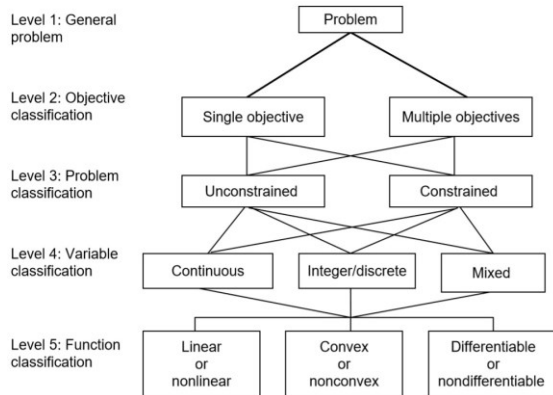 Level 1: General
problem
Problem
Level 2: Objective
classification
Single objective
Multiple objectives
Level 3: Problem
classification
Unconstrained
Constrained
Level 4: Variable
classification
Continuous
Integer/discrete
Mixed
Level 5: Function
classification
Linear
or
nonlinear
Convex
or
nonconvex
Differentiable
or
nondifferentiable